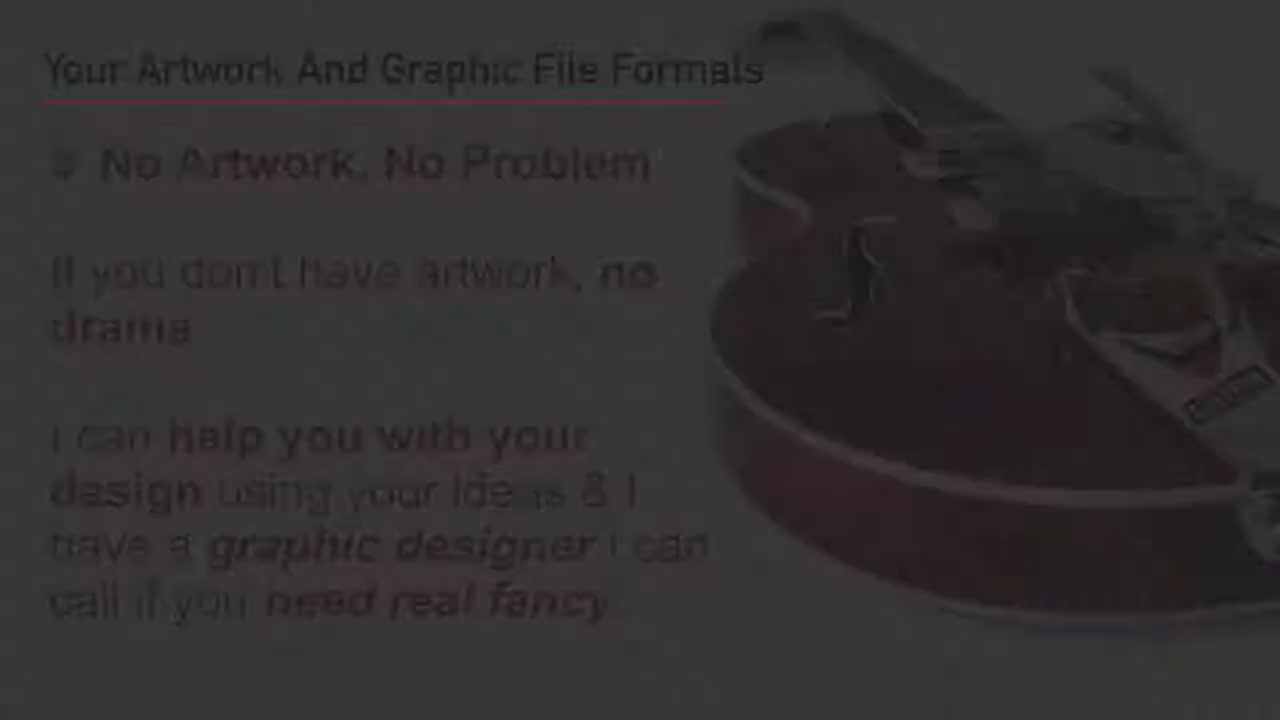 Your Artwork And Graphic File Formats
No Artwork, No Problem
If you don't have artwork, no
drama
I can help you with your
design using your ideas & I
have a graphic designer I can
call if you need real fancy